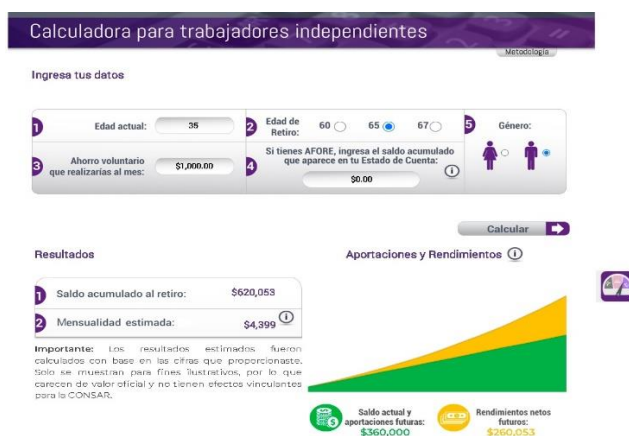 Calculadora para trabajadores independientes
Metodología
Ingresa tus datos
1 Edad actual: 35
2 Edad de Retiro: 60 65 67
5 Género:
3 Ahorro voluntario que realizarías al mes: $1,000.00
4 Si tienes AFORE, ingresa el saldo acumulado que aparece en tu Estado de Cuenta:
$0.00
Calcular
Resultados
1 Saldo acumulado al retiro: $620,053
2 Mensualidad estimada: $4,399
Importante: Los resultados estimados fueron
calculados con base en las cifras que proporcionaste.
Solo se muestran para fines ilustrativos, por lo que
carecen de valor oficial y no tienen efectos vinculantes
para la CONSAR.
Aportaciones y Rendimientos
Saldo actual y
aportaciones futuras:
$360,000
Rendimientos netos
futuros:
$260,053